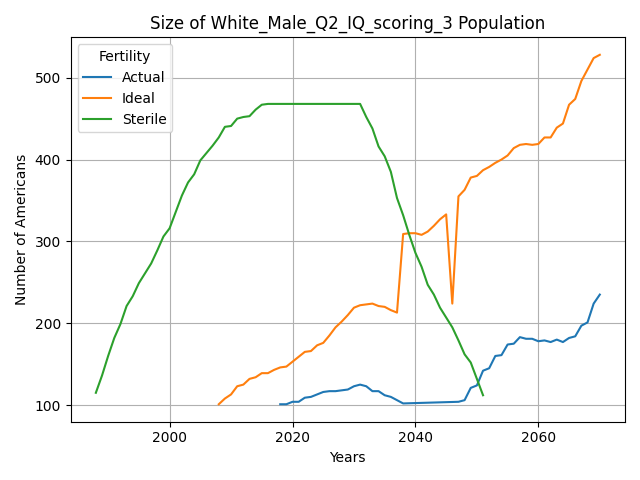 Size of White_Male_Q2_IQ_scoring_3 Population
Number of Americans
500
400
300
200
100
Fertility
Actual
Ideal
Sterile
2000
2020
2040
2060
Years